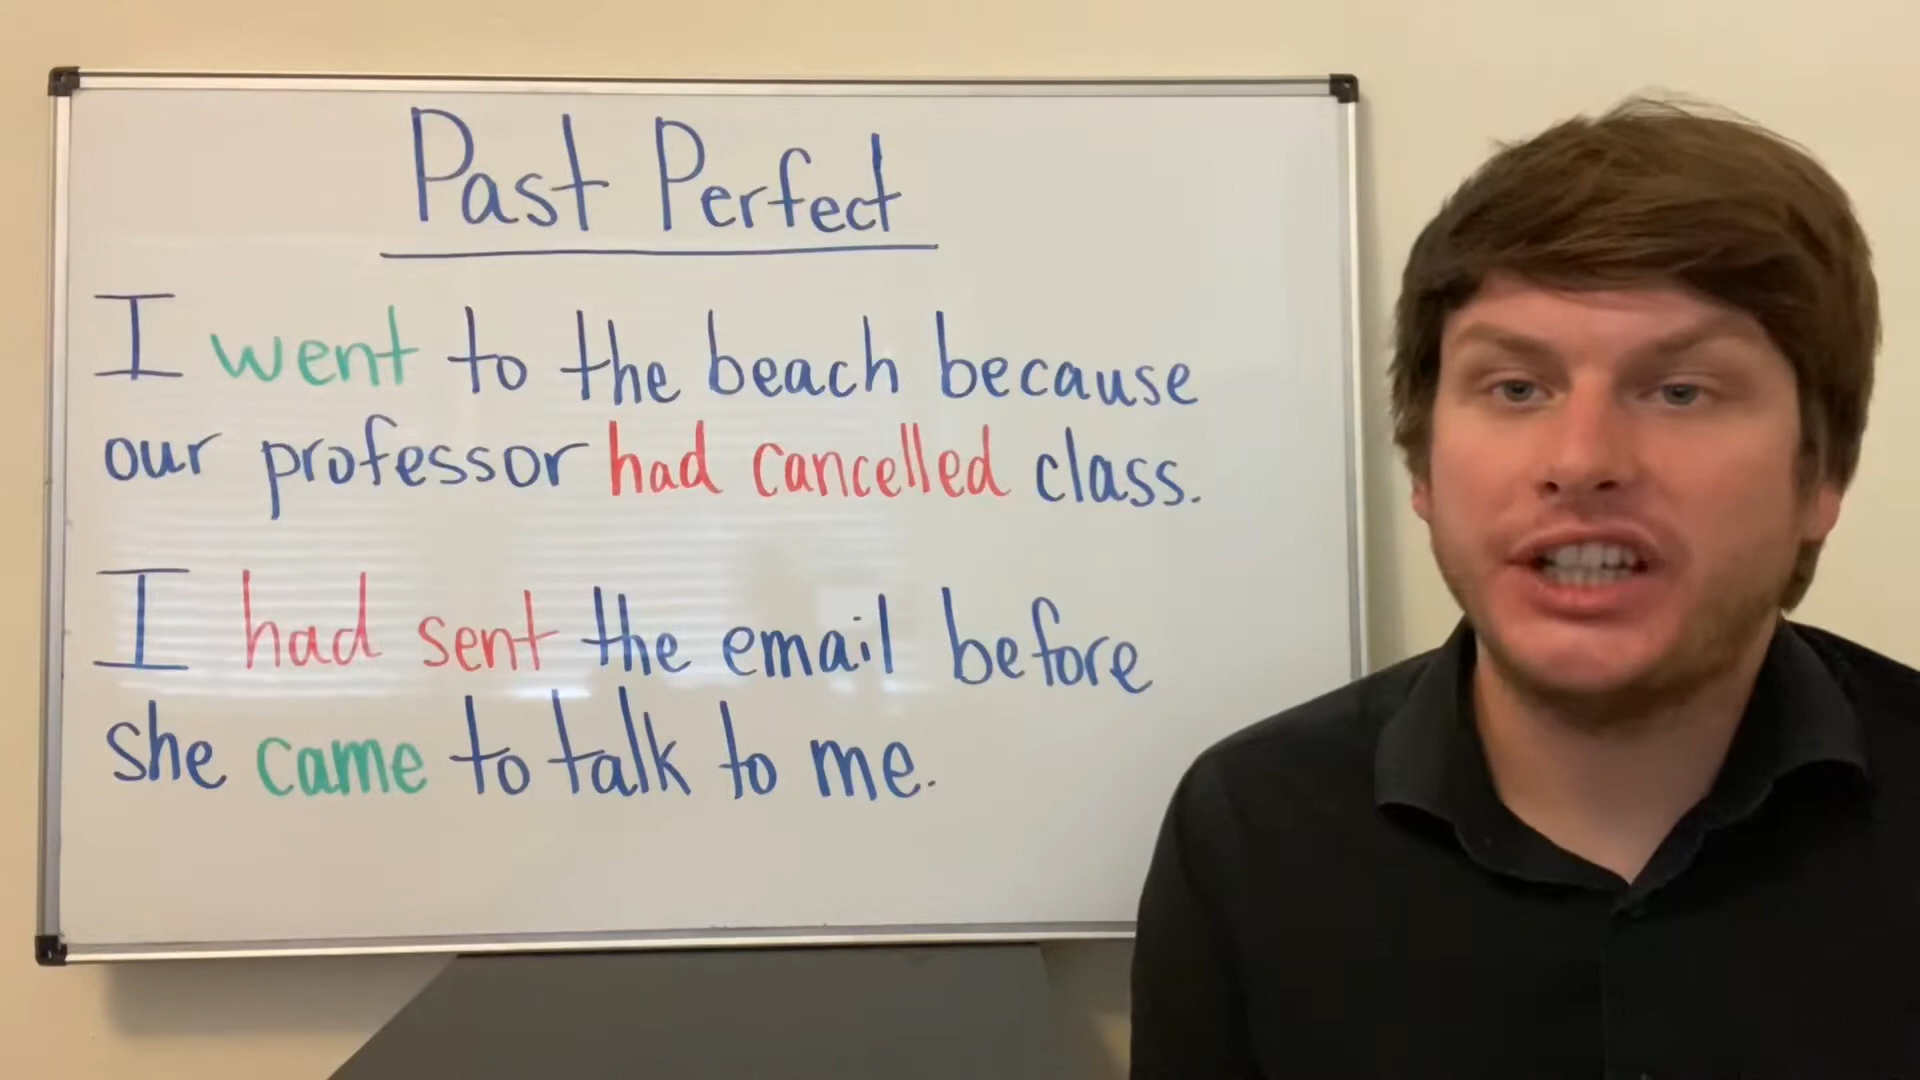 Past Perfect
I went to the beach because
our professor had cancelled class.
I had sent the email before
she came to talk to me.